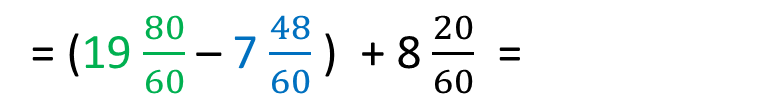 = (19 80/60 − 7 48/60 ) + 8 20/60 =